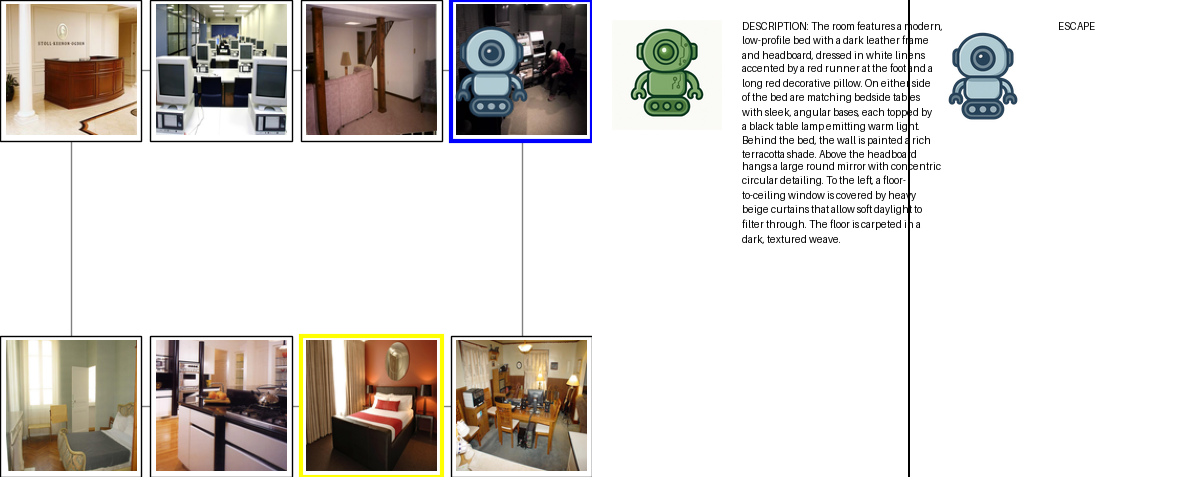 DESCRIPTION: The room features a modern,
low-profile bed with a dark leather frame
and headboard, dressed in white linens
accented by a red runner at the foot and a
long red decorative pillow. On either side
of the bed are matching bedside tables
with sleek, angular bases, each topped by
a black table lamp emitting warm light.
Behind the bed, the wall is painted a rich
terracotta shade. Above the headboard
hangs a large round mirror with concentric
circular detailing. To the left, a floor-
to-ceiling window is covered by heavy
beige curtains that allow soft daylight to
filter through. The floor is carpeted in a
dark, textured weave.
ESCAPE